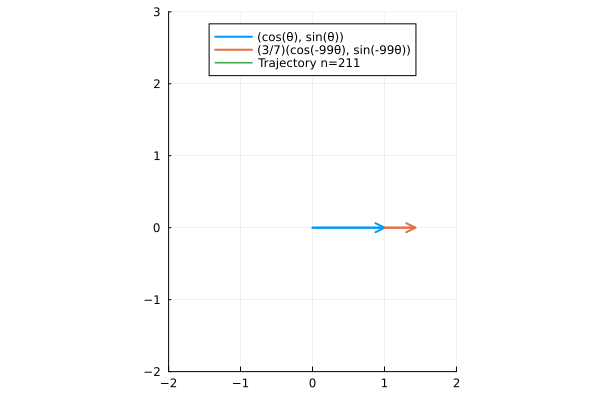 3
(cos(θ), sin(θ))
(3/7)(cos(-99θ), sin(-99θ))
Trajectory n=211
2
1
0
−1
−2
−2 −1 0 1 2